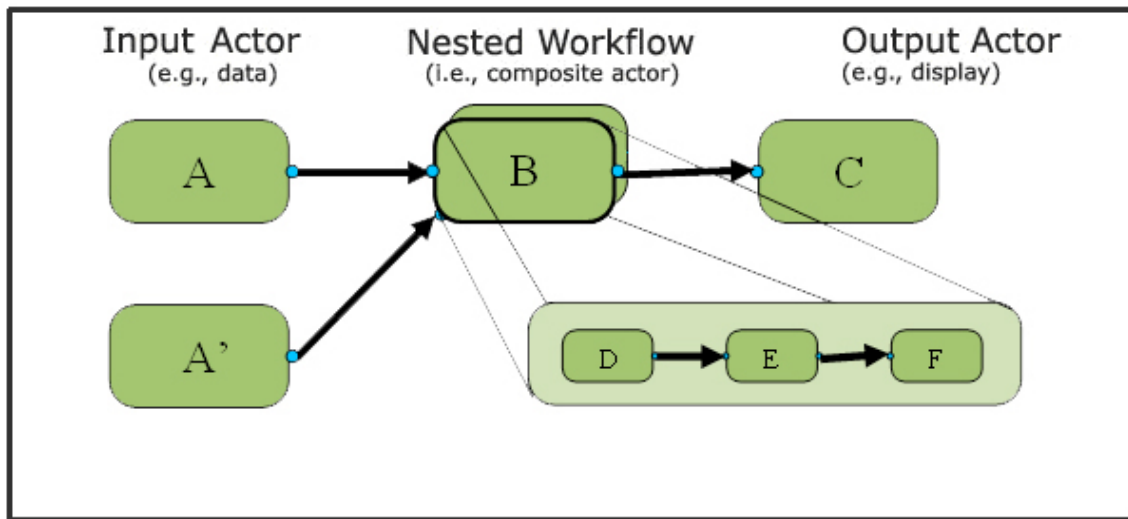 Input Actor
(e.g., data)
Nested Workflow
(i.e., composite actor)
Output Actor
(e.g., display)
A
B
C
A’
D
E
F